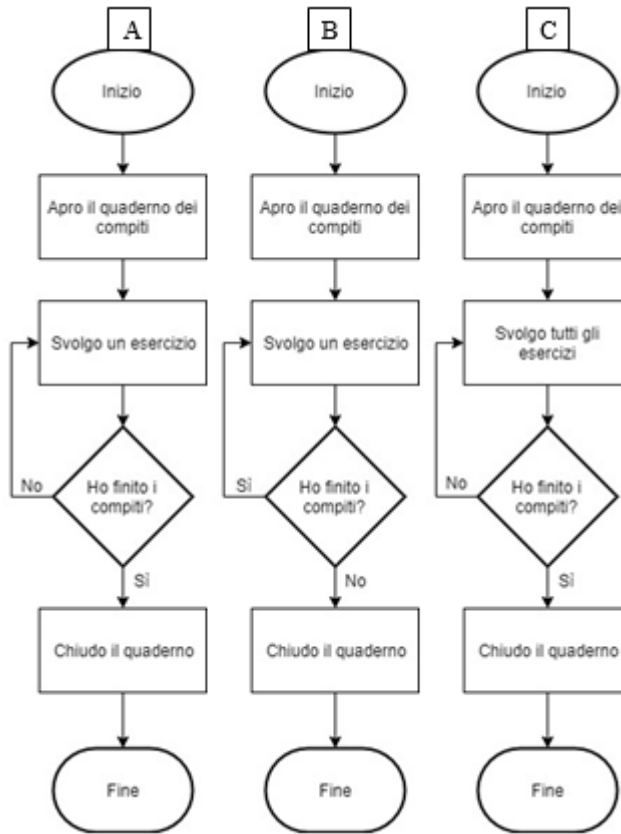 A
Inizio
Apro il quaderno dei
compiti
Svolgo un esercizio
Ho finito i
compiti?
No
Sì
Chiudo il quaderno
Fine
B
Inizio
Apro il quaderno dei
compiti
Svolgo un esercizio
Ho finito i
compiti?
Sì
No
Chiudo il quaderno
Fine
C
Inizio
Apro il quaderno dei
compiti
Svolgo tutti gli
esercizi
Ho finito i
compiti?
No
Sì
Chiudo il quaderno
Fine